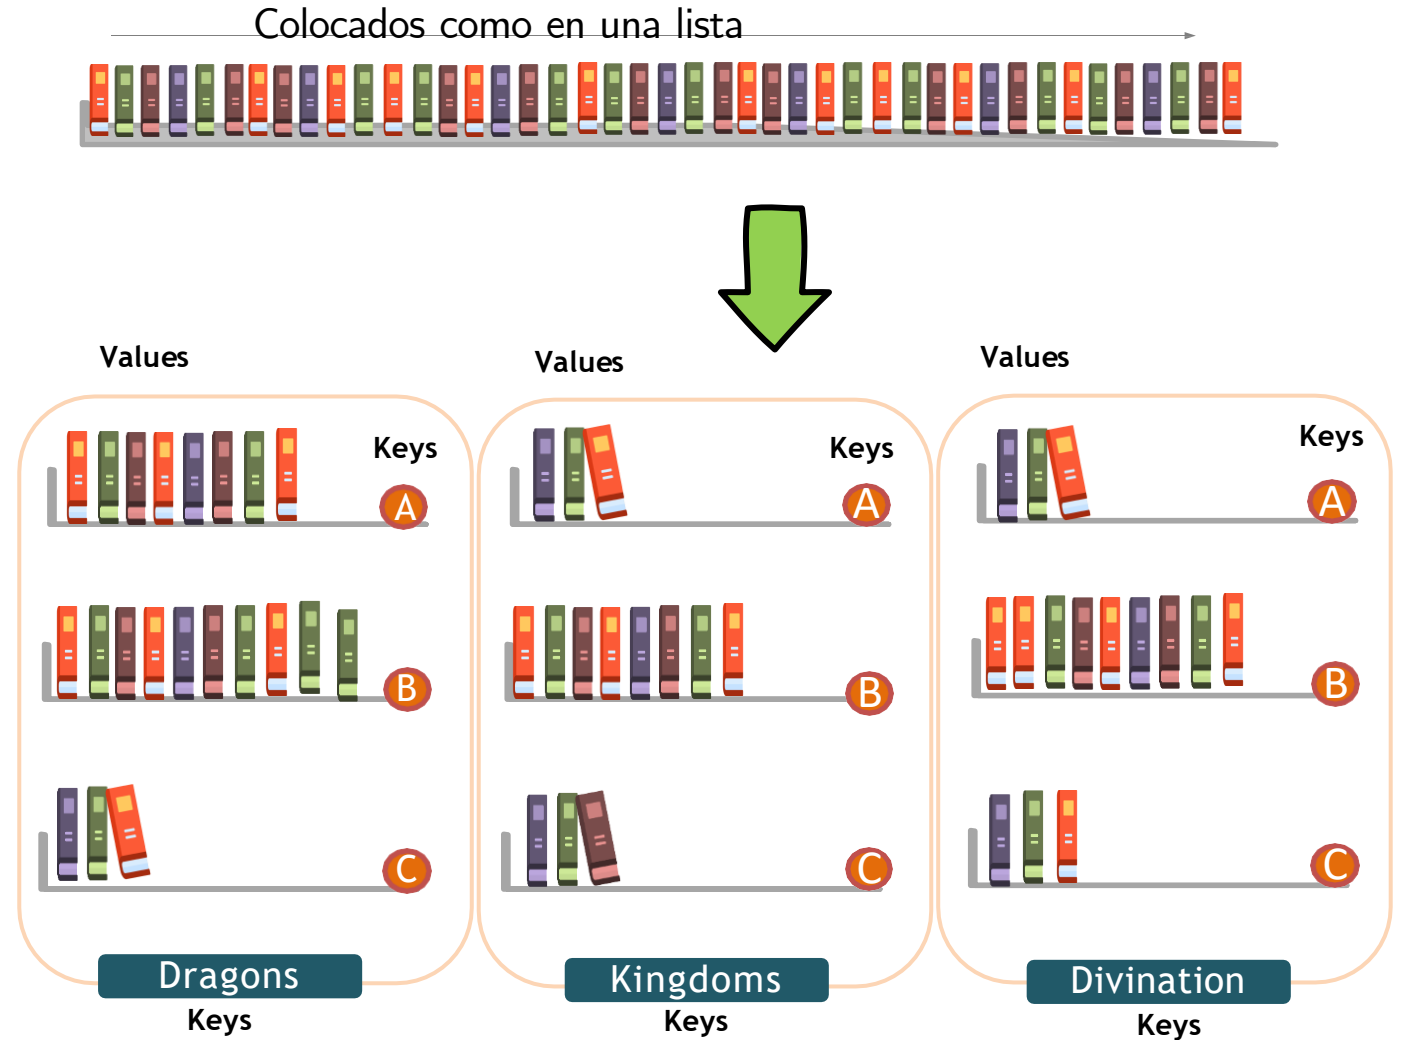 Colocados como en una lista
Values
Values
Values
Keys
A
B
C
Dragons
Keys
Keys
A
B
C
Kingdoms
Keys
Keys
A
B
C
Divination
Keys